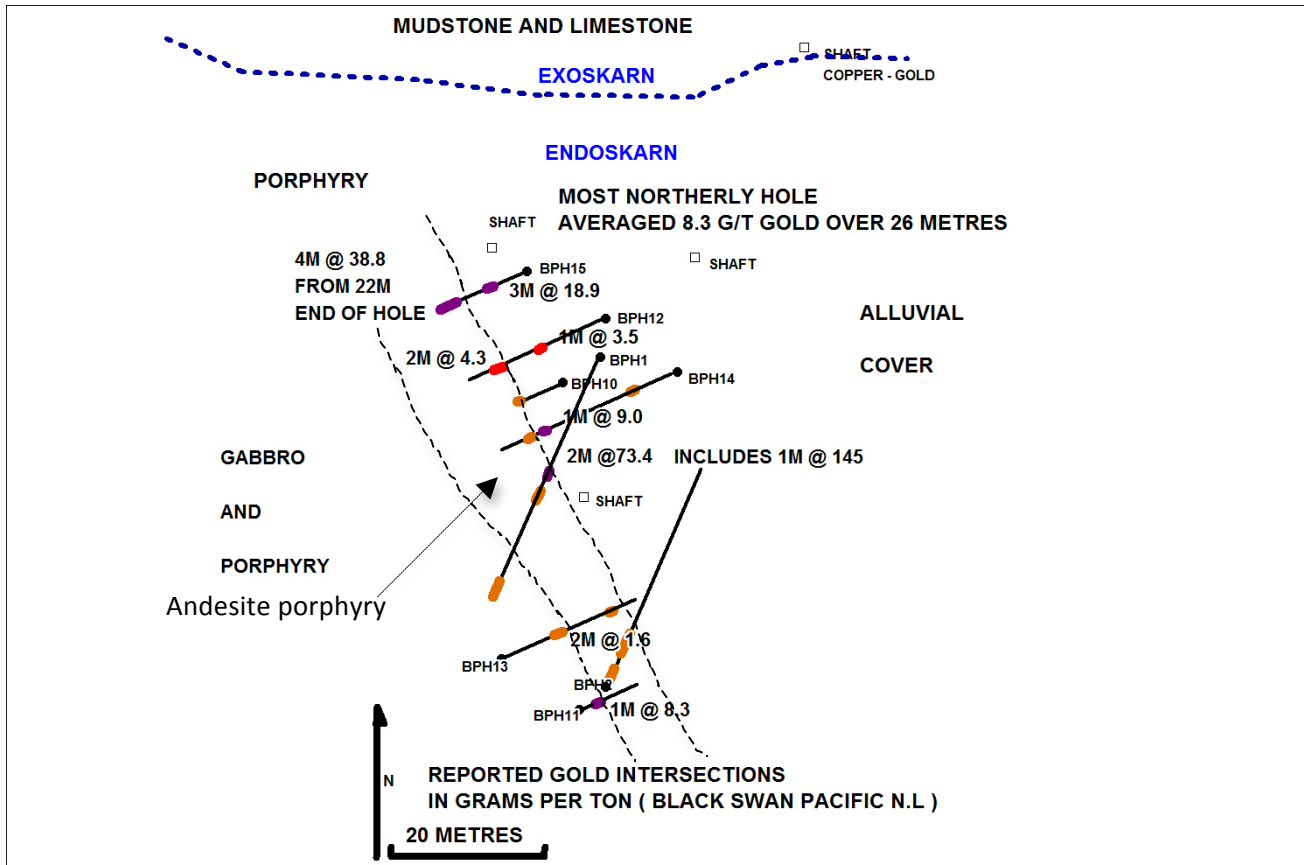 MUDSTONE AND LIMESTONE
SHAFT
COPPER - GOLD
EXOSKARN
ENDOSKARN
PORPHYRY
MOST NORTHERLY HOLE
AVERAGED 8.3 G/T GOLD OVER 26 METRES
SHAFT
SHAFT
4M @ 38.8
FROM 22M
END OF HOLE
BPH15
3M @ 18.9
ALLUVIAL
COVER
BPH12
1M @ 3.5
2M @ 4.3
BPH1
BPH14
BPH10
1M @ 9.0
GABBRO
AND
PORPHYRY
2M @73.4
INCLUDES 1M @ 145
SHAFT
Andesite porphyry
2M @ 1.6
BPH13
BPH2
BPH11
1M @ 8.3
N
REPORTED GOLD INTERSECTIONS
IN GRAMS PER TON ( BLACK SWAN PACIFIC N.L )
20 METRES